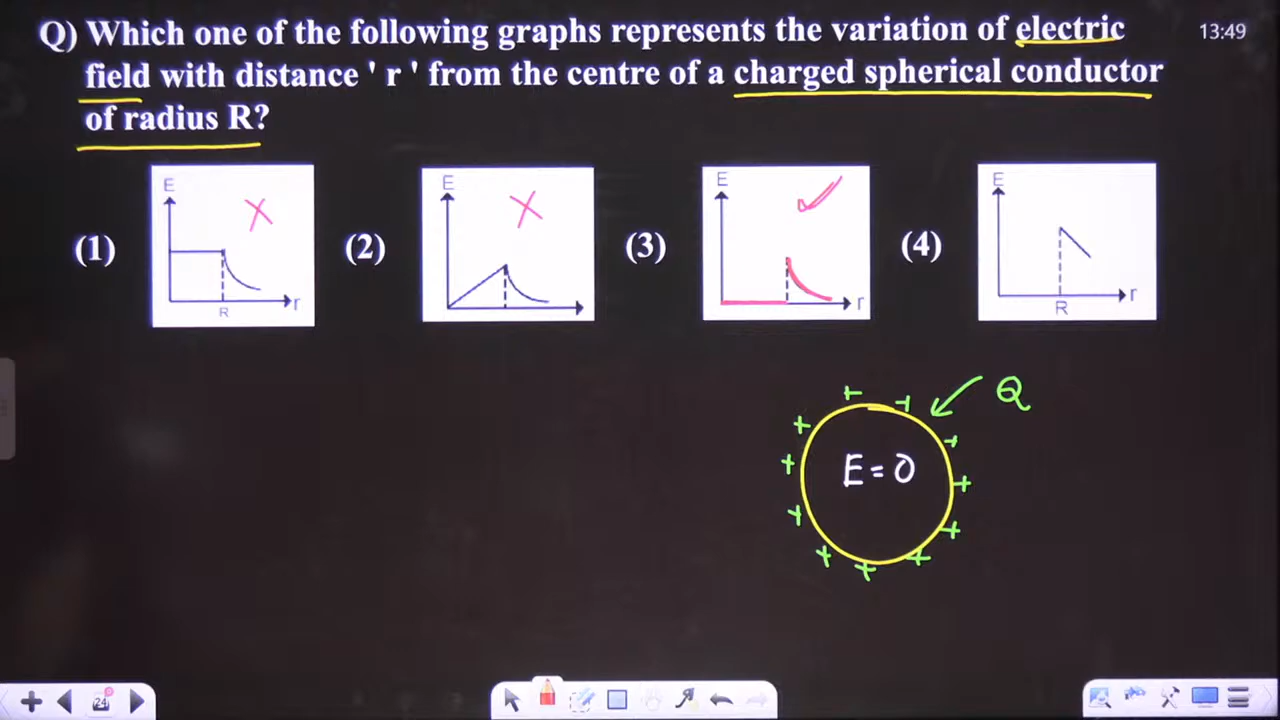 Q) Which one of the following graphs represents the variation of electric
13:49
field with distance ' r ' from the centre of a charged spherical conductor
of radius R?
(1)
E
R
r
(2)
E
(3)
E
r
(4)
E
R
r
Q
E = 0
24